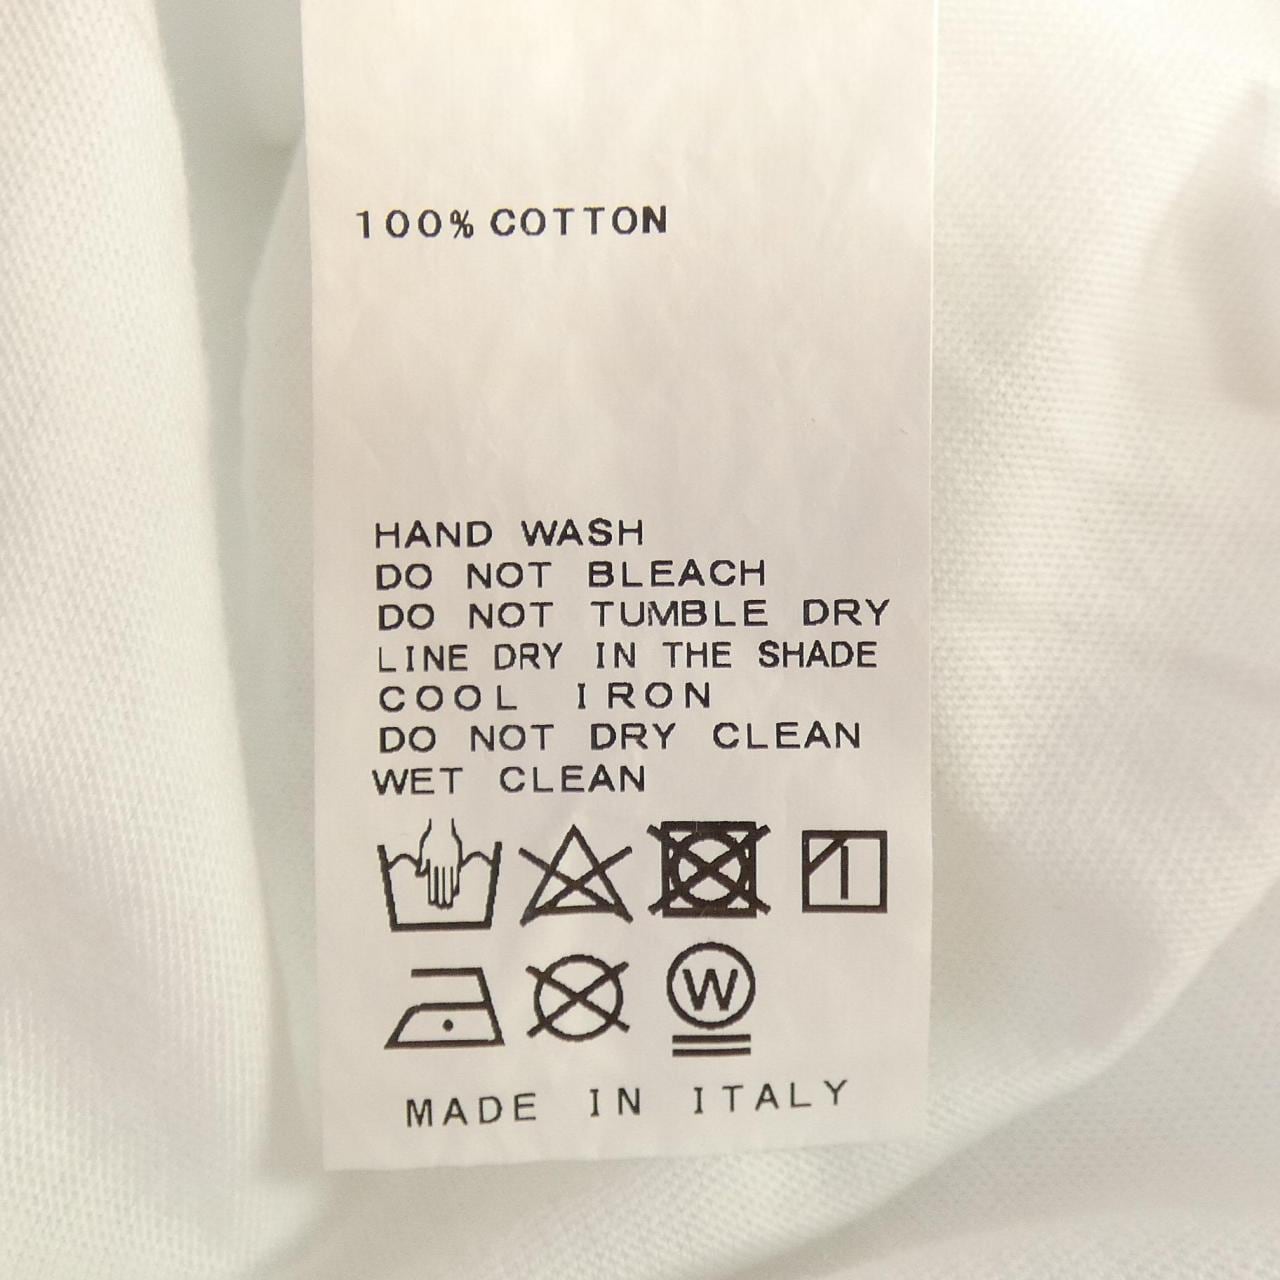 100% COTTON
HAND WASH
DO NOT BLEACH
DO NOT TUMBLE DRY
LINE DRY IN THE SHADE
COOL IRON
DO NOT DRY CLEAN
WET CLEAN
W
MADE IN ITALY